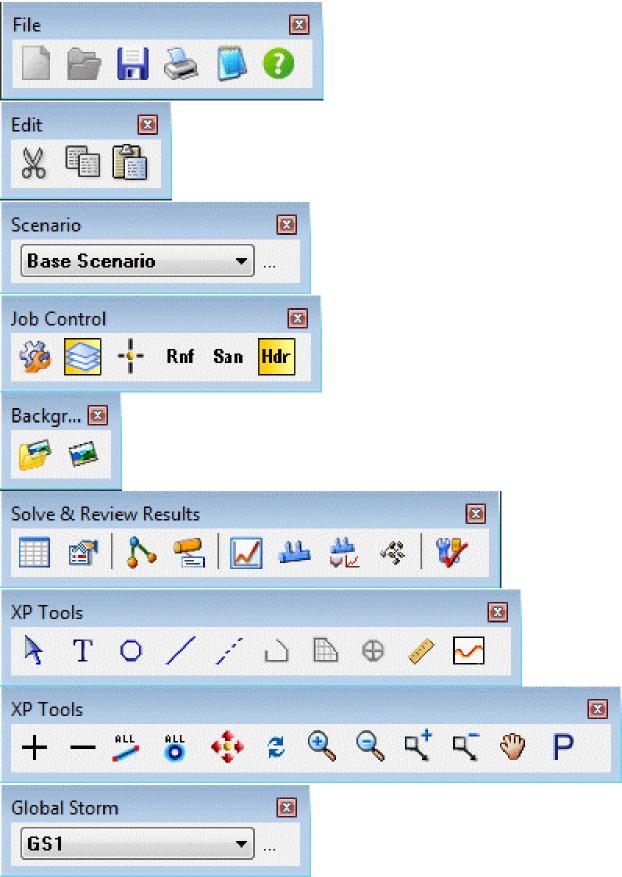 File
?
Edit
Scenario
Base Scenario ...
Job Control
Rnf San Hdr
Backgr...
Solve & Review Results
XP Tools
T
XP Tools
ALL ALL P
Global Storm
GS1 ...